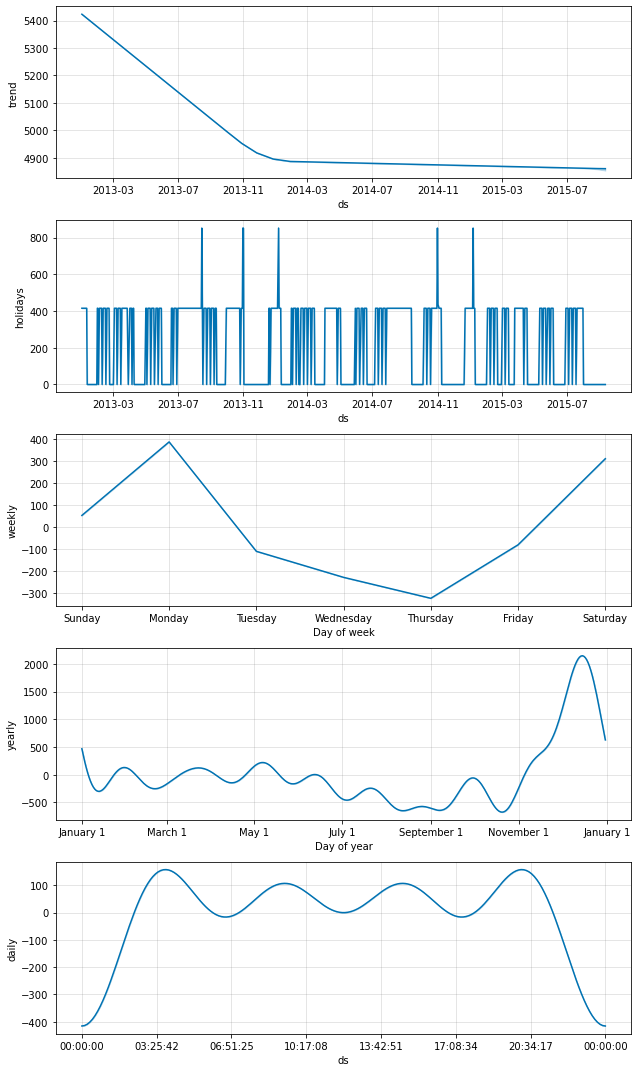 5400
5300
5200
5100
5000
4900
trend
2013-03 2013-07 2013-11 2014-03 2014-07 2014-11 2015-03 2015-07
ds
800
600
400
200
0
holidays
2013-03 2013-07 2013-11 2014-03 2014-07 2014-11 2015-03 2015-07
ds
400
300
200
100
0
−100
−200
−300
weekly
Sunday Monday Tuesday Wednesday Thursday Friday Saturday
Day of week
2000
1500
1000
500
0
−500
yearly
January 1 March 1 May 1 July 1 September 1 November 1 January 1
Day of year
100
0
−100
−200
−300
−400
daily
00:00:00 03:25:42 06:51:25 10:17:08 13:42:51 17:08:34 20:34:17 00:00:00
ds